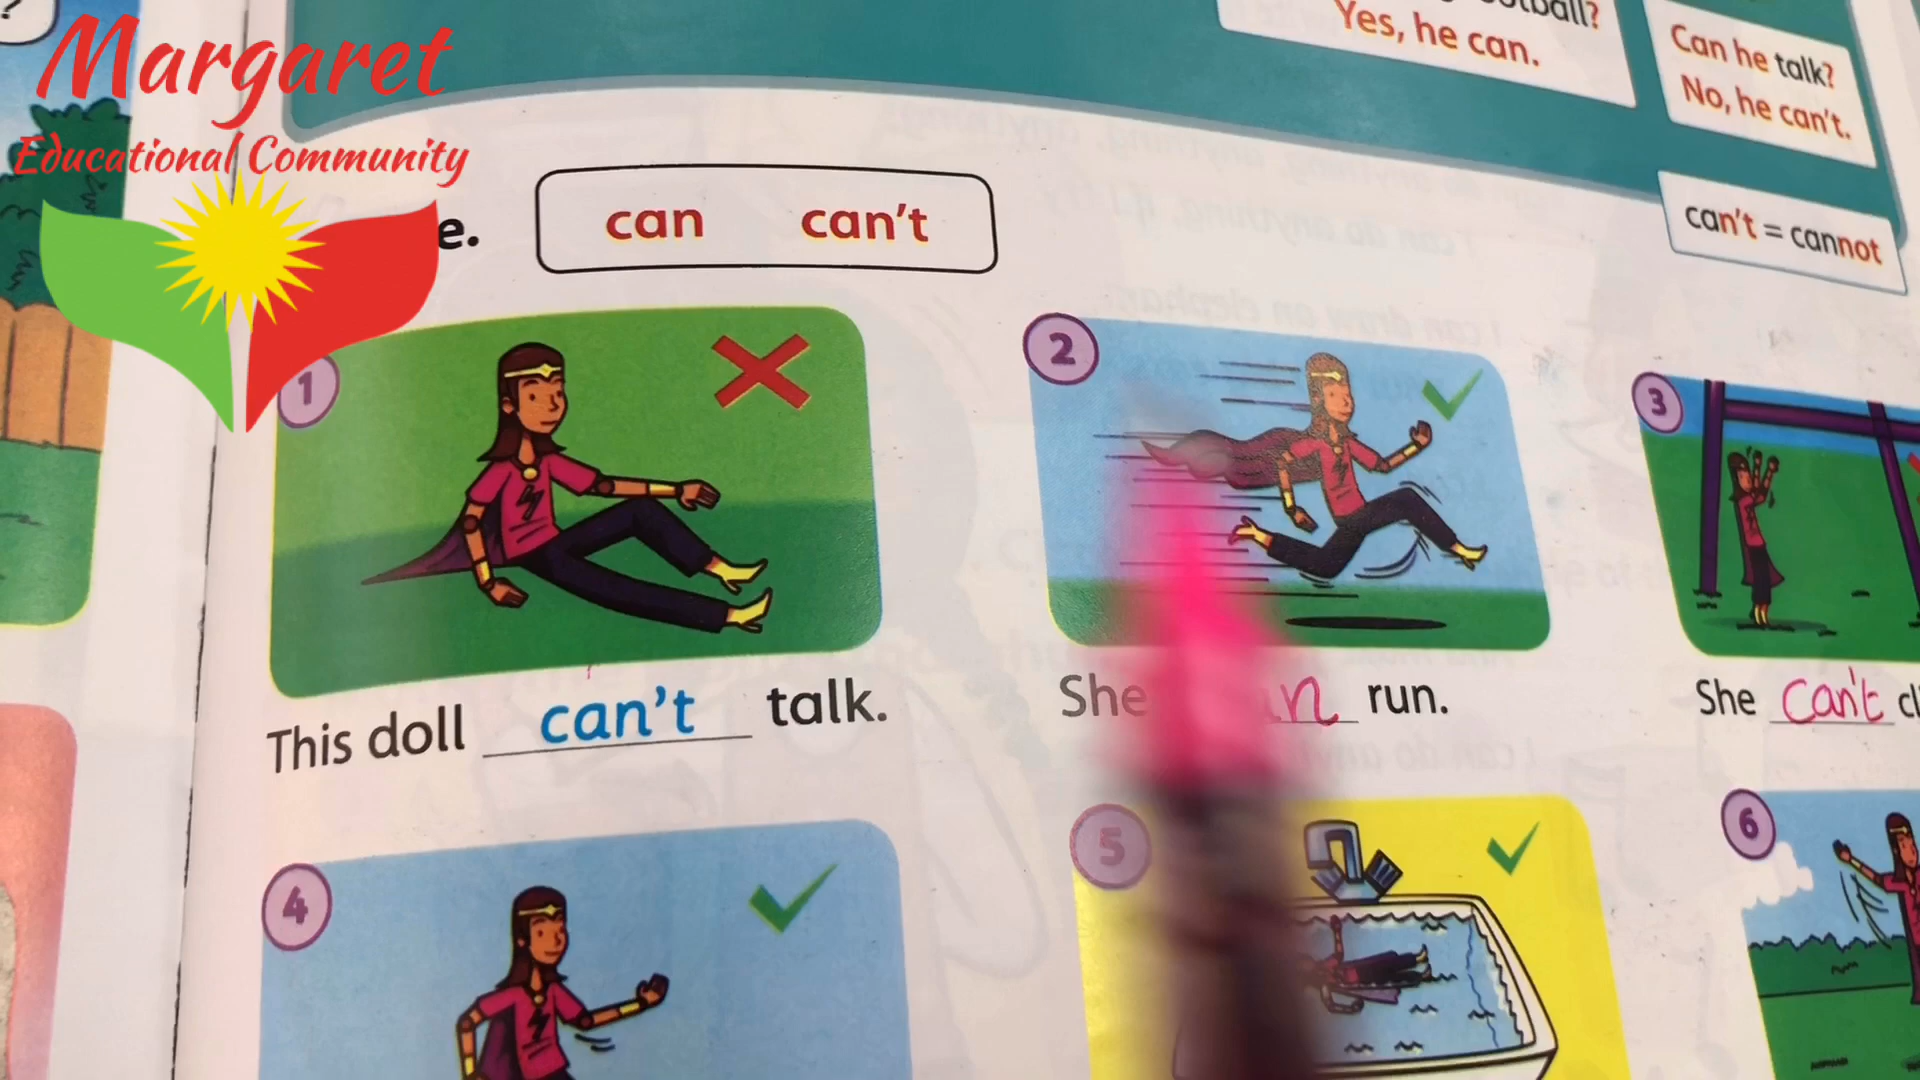 Margaret
Educational Community
?
Yes, he can.
Can he talk?
No, he can't.
can't = cannot
e.
can can't
1
2
3
This doll can't talk.
She run.
She can't
4
5
6